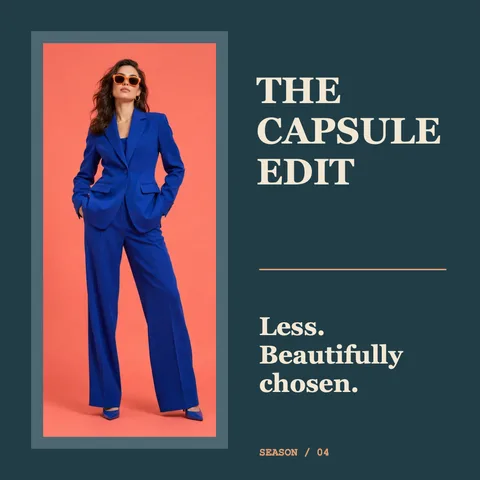 THE
CAPSULE
EDIT
Less.
Beautifully
chosen.
SEASON / 04